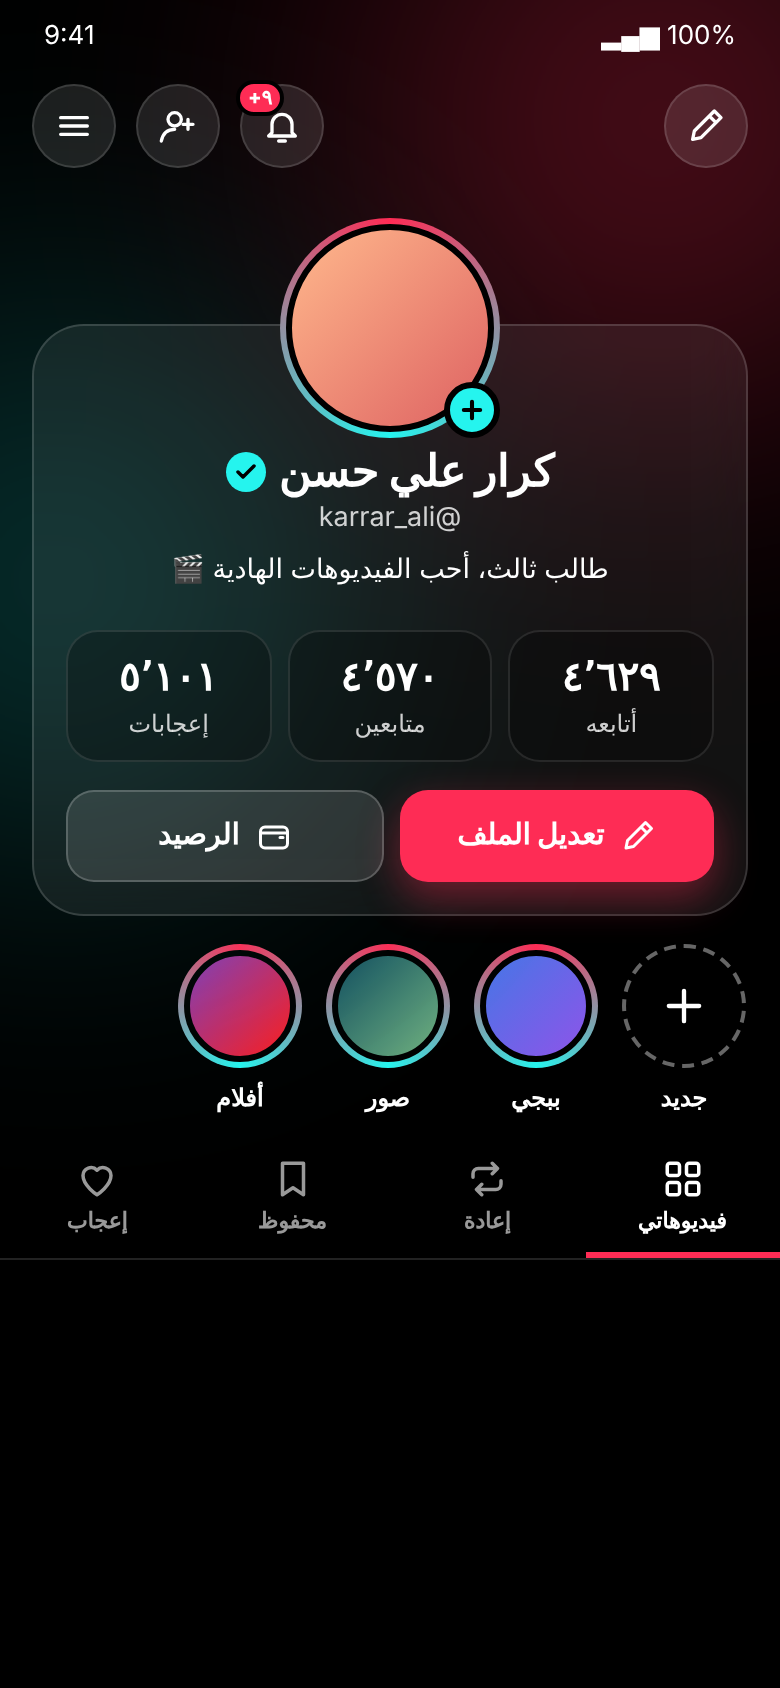 9:41
100%
+٩
كرار علي حسن
karrar_ali@
طالب ثالث، أحب الفيديوهات الهادية 🎬
٤٬٦٢٩
أتابعه
٤٬٥٧٠
متابعين
٥٬١٠١
إعجابات
تعديل الملف
الرصيد
جديد
ببجي
صور
أفلام
فيديوهاتي
إعادة
محفوظ
إعجاب